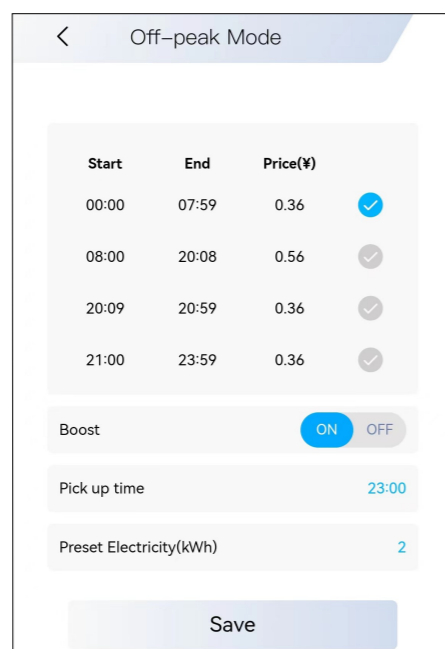 Off-peak Mode
Start End Price(¥)
00:00 07:59 0.36
08:00 20:08 0.56
20:09 20:59 0.36
21:00 23:59 0.36
Boost ON OFF
Pick up time 23:00
Preset Electricity(kWh) 2
Save